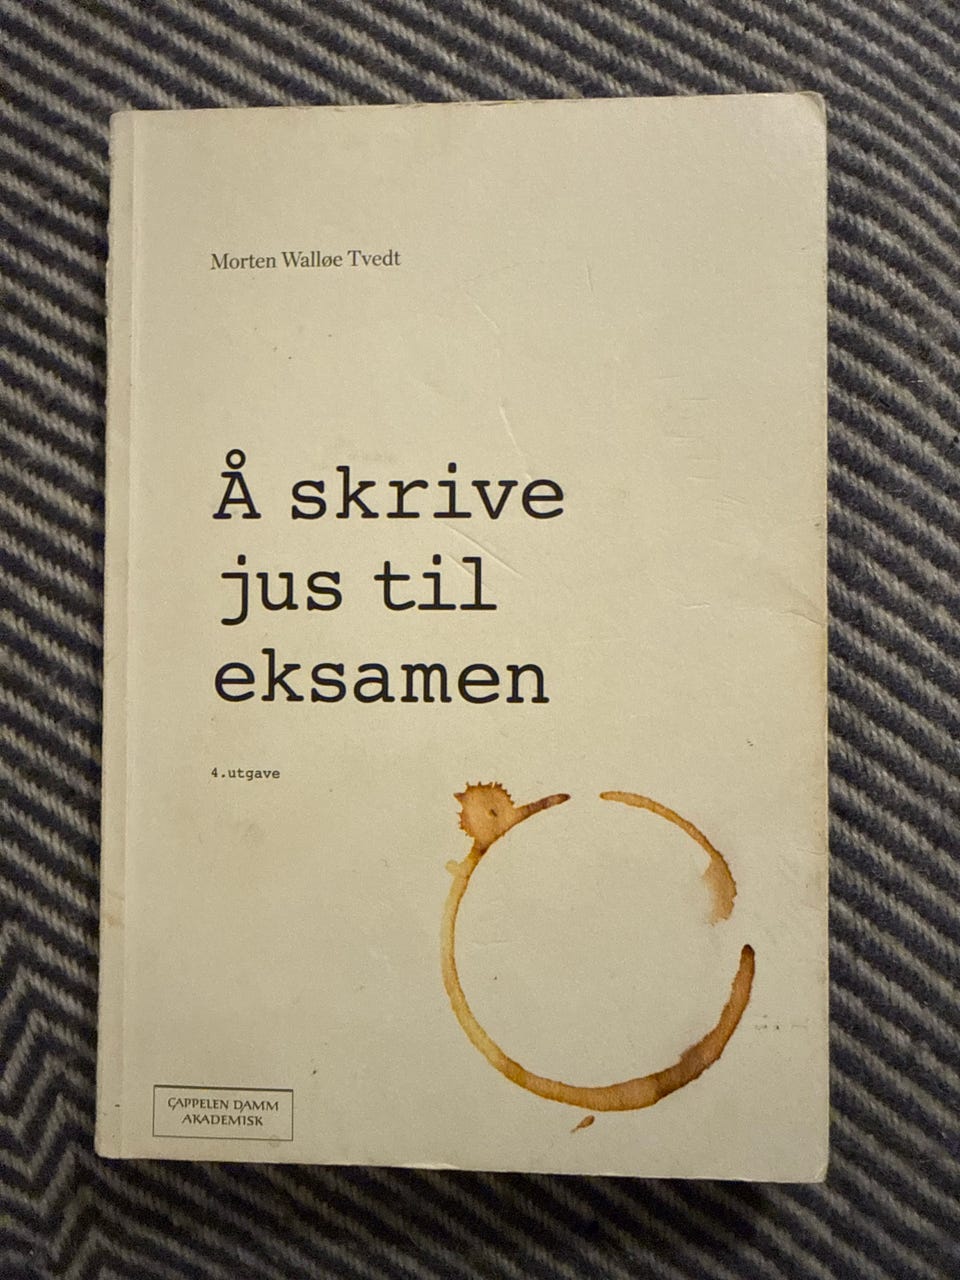 Morten Walløe Tvedt
Å skrive
jus til
eksamen
4.utgave
CAPPELEN DAMM
AKADEMISK